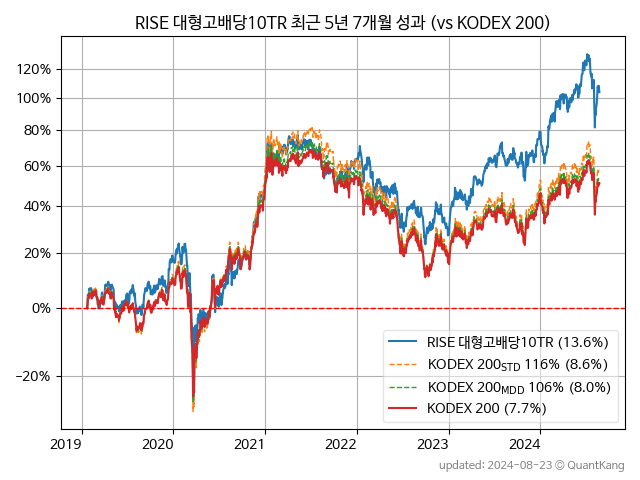 RISE 대형고배당10TR 최근 5년 7개월 성과 (vs KODEX 200)
120%
100%
80%
60%
40%
20%
0%
−20%
RISE 대형고배당10TR (13.6%)
KODEX 200STD 116% (8.6%)
KODEX 200MDD 106% (8.0%)
KODEX 200 (7.7%)
2019 2020 2021 2022 2023 2024
updated: 2024-08-23 ⓒ QuantKang